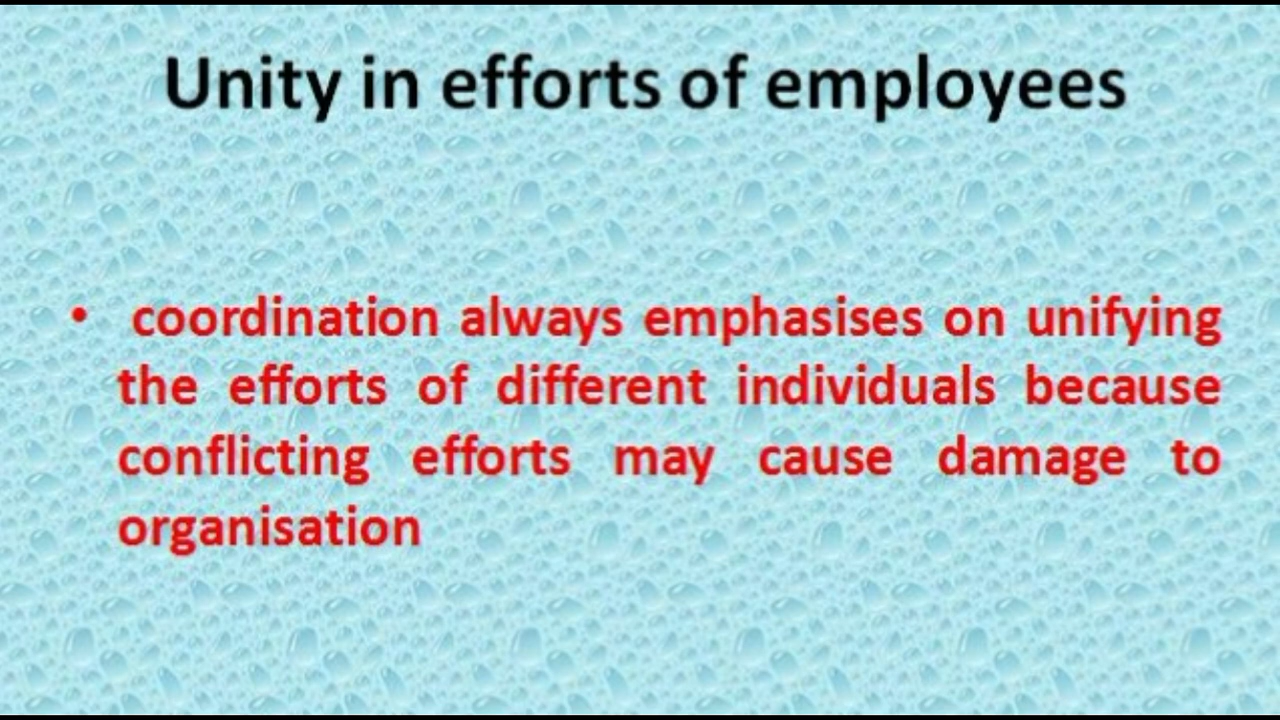 Unity in efforts of employees
• coordination always emphasises on unifying
the efforts of different individuals because
conflicting efforts may cause damage to
organisation